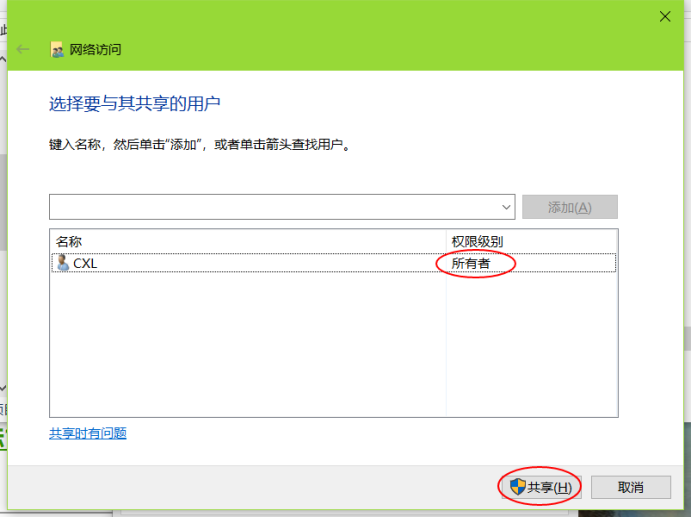 网络访问
选择要与其共享的用户
键入名称，然后单击“添加”，或者单击箭头查找用户。
添加(A)
名称 权限级别
CXL 所有者
共享时有问题
共享(H) 取消